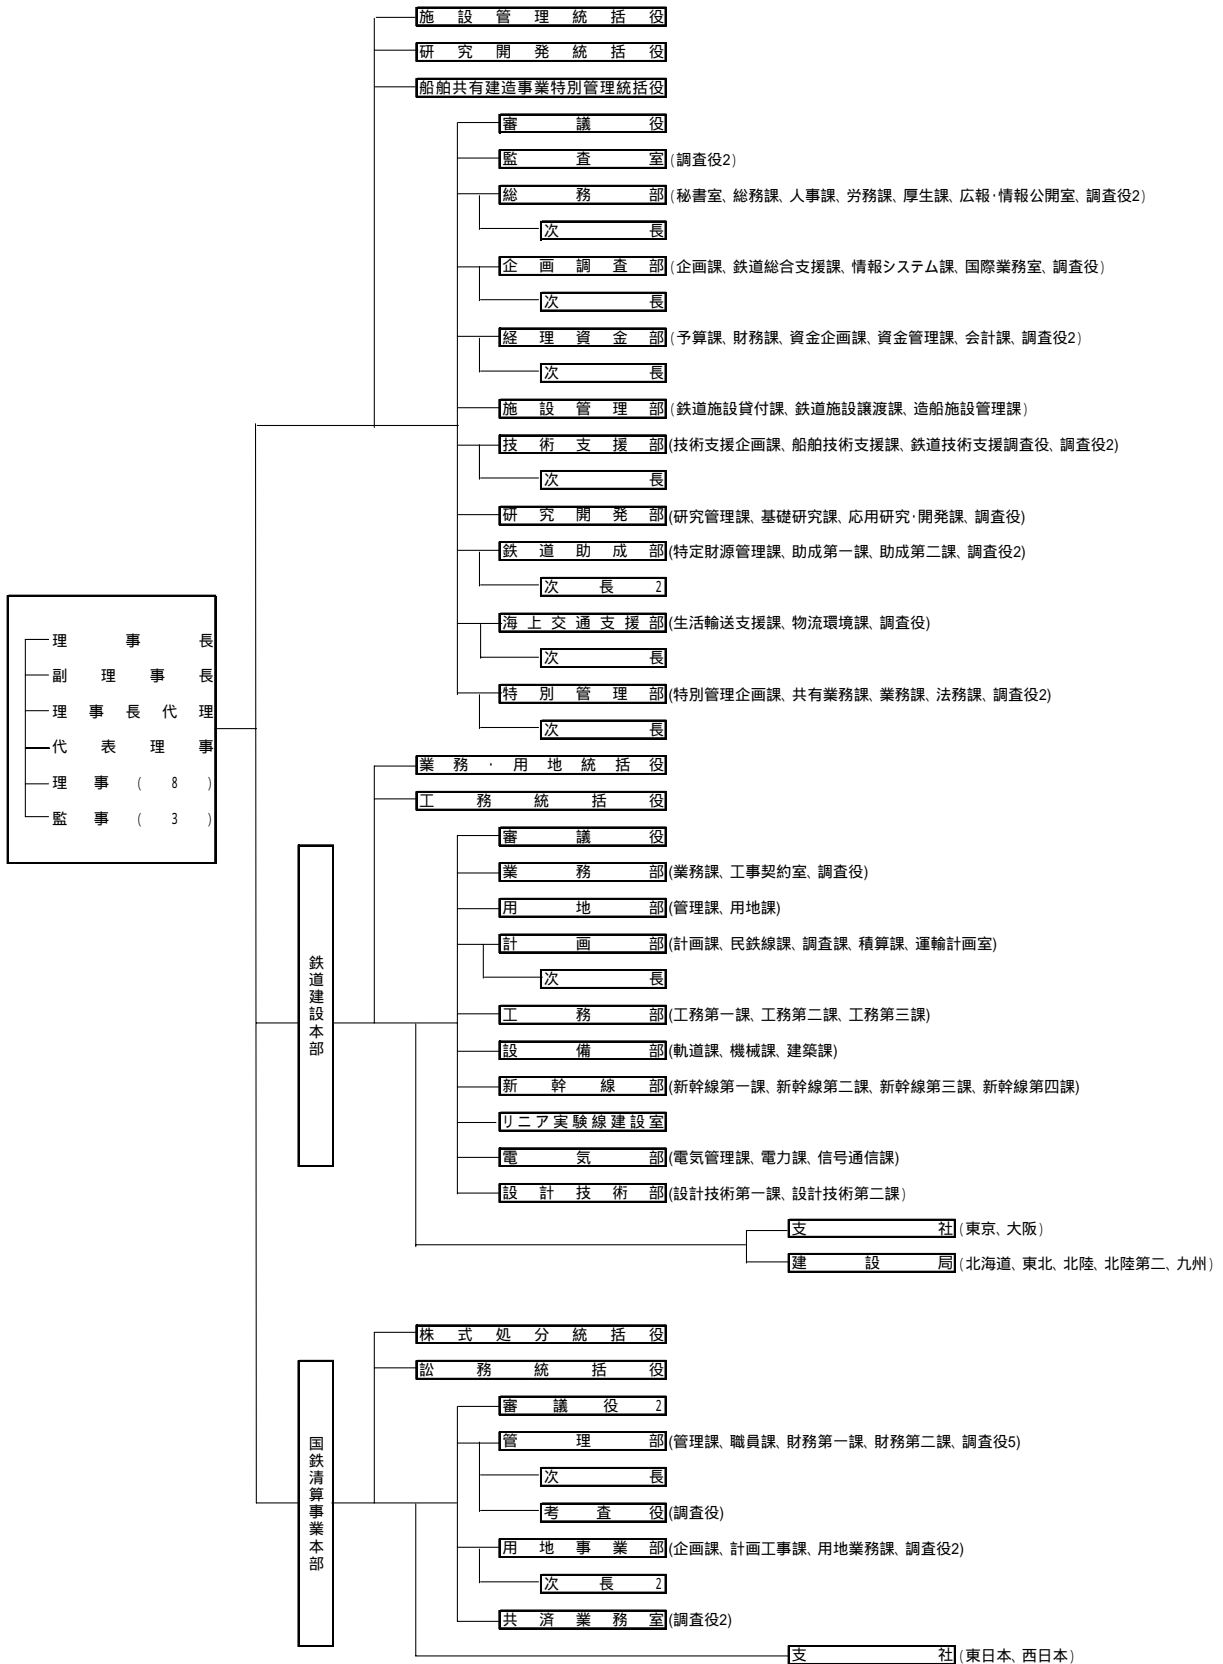 施設管理統括役
研究開発統括役
船舶共有建造事業特別管理統括役
審議役
監査室(調査役2)
総務部(秘書室、総務課、人事課、労務課、厚生課、広報・情報公開室、調査役2)
次長
企画調査部(企画課、鉄道総合支援課、情報システム課、国際業務室、調査役)
次長
経理資金部(予算課、財務課、資金企画課、資金管理課、会計課、調査役2)
次長
施設管理部(鉄道施設貸付課、鉄道施設譲渡課、造船施設管理課)
技術支援部(技術支援企画課、船舶技術支援課、鉄道技術支援調査役、調査役2)
次長
研究開発部(研究管理課、基礎研究課、応用研究・開発課、調査役)
鉄道助成部(特定財源管理課、助成第一課、助成第二課、調査役2)
次長2
海上交通支援部(生活輸送支援課、物流環境課、調査役)
次長
特別管理部(特別管理企画課、共有業務課、業務課、法務課、調査役2)
次長
理事長
副理事長
理事長代理
代表理事
理事(8)
監事(3)
業務・用地統括役
工務統括役
鉄道建設本部
審議役
業務部(業務課、工事契約室、調査役)
用地部(管理課、用地課)
計画部(計画課、民鉄線課、調査課、積算課、運輸計画室)
次長
工務部(工務第一課、工務第二課、工務第三課)
設備部(軌道課、機械課、建築課)
新幹線部(新幹線第一課、新幹線第二課、新幹線第三課、新幹線第四課)
リニア実験線建設室
電気部(電気管理課、電力課、信号通信課)
設計技術部(設計技術第一課、設計技術第二課)
支社(東京、大阪)
建設局(北海道、東北、北陸、北陸第二、九州)
株式処分統括役
訟務統括役
国鉄清算事業本部
審議役2
管理部(管理課、職員課、財務第一課、財務第二課、調査役5)
次長
考査役(調査役)
用地事業部(企画課、計画工事課、用地業務課、調査役2)
次長2
共済業務室(調査役2)
支社(東日本、西日本)